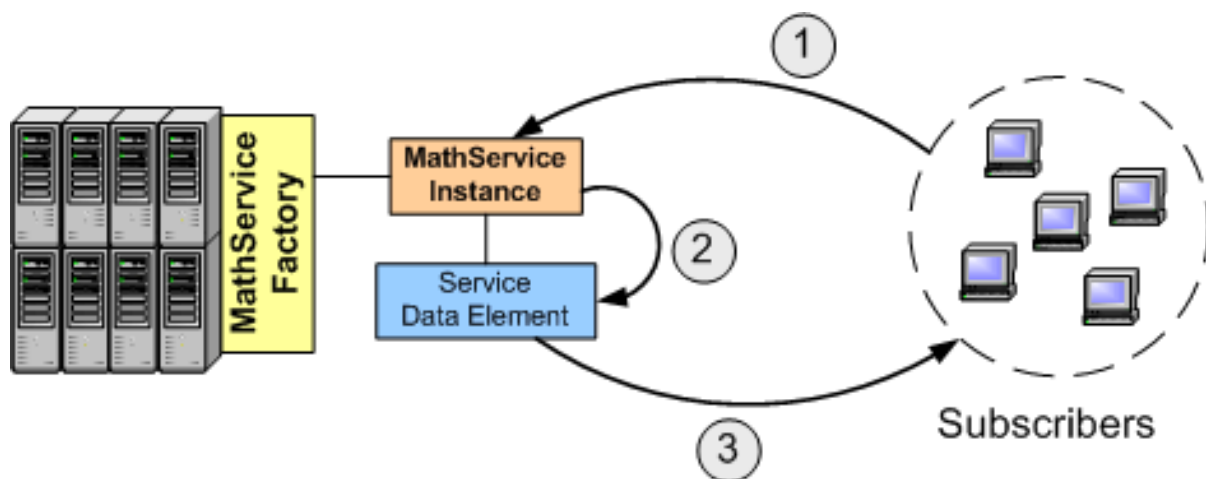 1
MathService
Factory
MathService
Instance
2
Service
Data Element
3
Subscribers